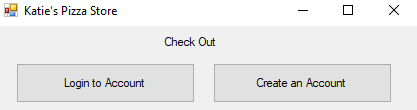 Katie's Pizza Store
Check Out
Login to Account
Create an Account